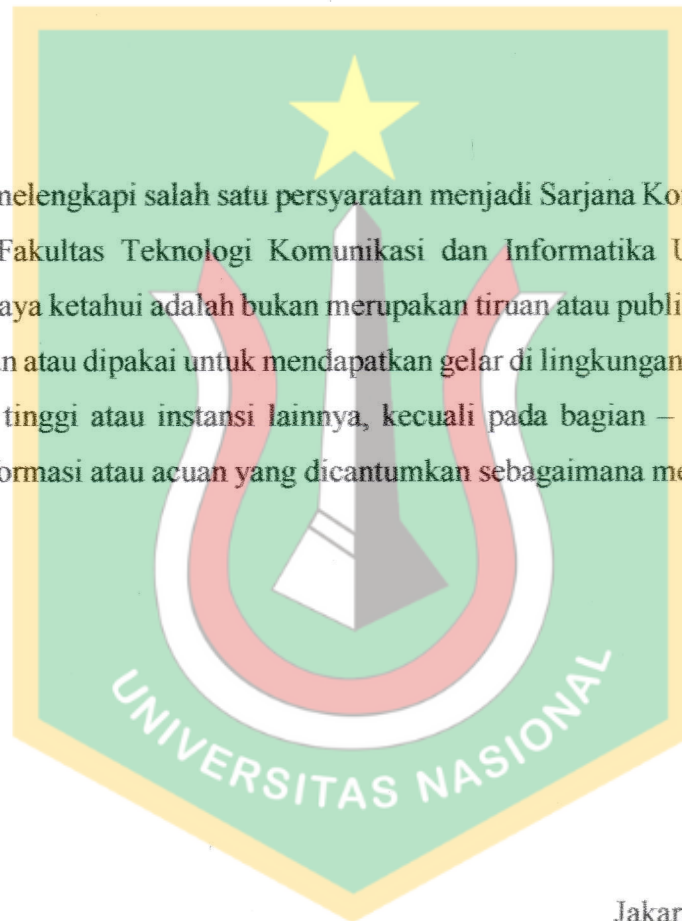 melengkapi salah satu persyaratan menjadi Sarjana Ko
Fakultas Teknologi Komunikasi dan Informatika U
aya ketahui adalah bukan merupakan tiruan atau publi
n atau dipakai untuk mendapatkan gelar di lingkungan
tinggi atau instansi lainnya, kecuali pada bagian –
ormasi atau acuan yang dicantumkan sebagaimana me
UNIVERSITAS NASIONAL
Jakar